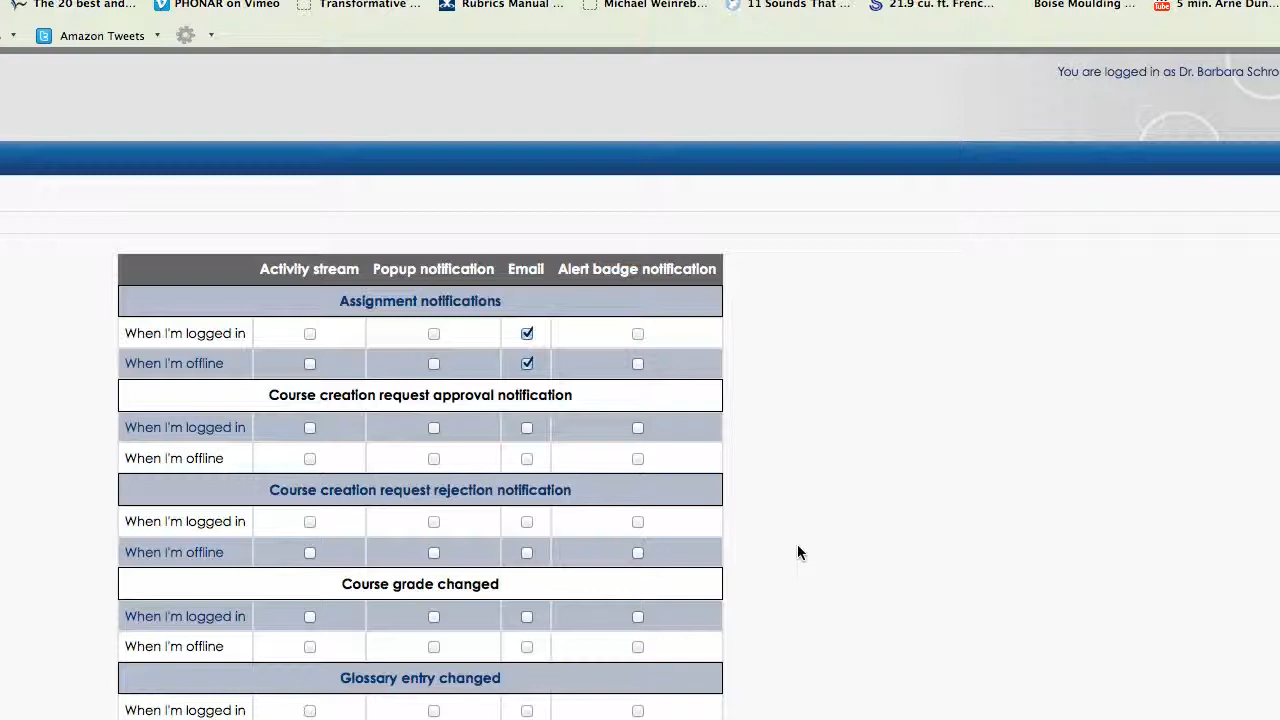 The 20 best and... PHONAR on Vimeo Transformative ... Rubrics Manual ... Michael Weinreb... 11 Sounds That ... 21.9 cu. ft. Frenc... Boise Moulding ... 5 min. Arne Dun...
Amazon Tweets
You are logged in as Dr. Barbara Schro
Activity stream Popup notification Email Alert badge notification
Assignment notifications
When I'm logged in
When I'm offline
Course creation request approval notification
When I'm logged in
When I'm offline
Course creation request rejection notification
When I'm logged in
When I'm offline
Course grade changed
When I'm logged in
When I'm offline
Glossary entry changed
When I'm logged in